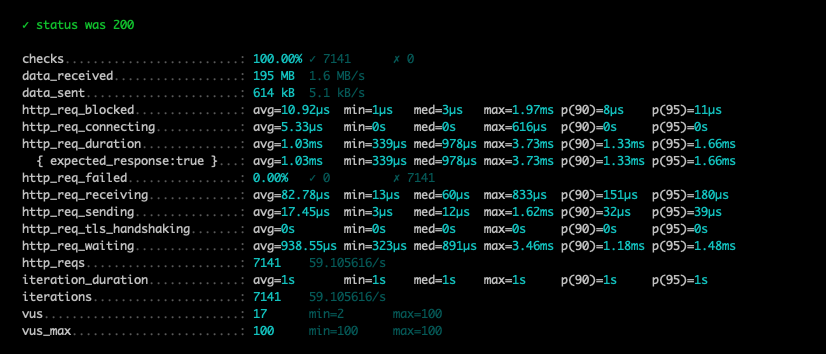 ✓ status was 200
checks.........................: 100.00% ✓ 7141 ✗ 0
data_received..................: 195 MB 1.6 MB/s
data_sent......................: 614 kB 5.1 kB/s
http_req_blocked...............: avg=10.92µs min=1µs med=3µs max=1.97ms p(90)=8µs p(95)=11µs
http_req_connecting............: avg=5.33µs min=0s med=0s max=616µs p(90)=0s p(95)=0s
http_req_duration..............: avg=1.03ms min=339µs med=978µs max=3.73ms p(90)=1.33ms p(95)=1.66ms
{ expected_response:true }...: avg=1.03ms min=339µs med=978µs max=3.73ms p(90)=1.33ms p(95)=1.66ms
http_req_failed................: 0.00% ✓ 0 ✗ 7141
http_req_receiving.............: avg=82.78µs min=13µs med=60µs max=833µs p(90)=151µs p(95)=180µs
http_req_sending...............: avg=17.45µs min=3µs med=12µs max=1.62ms p(90)=32µs p(95)=39µs
http_req_tls_handshaking.......: avg=0s min=0s med=0s max=0s p(90)=0s p(95)=0s
http_req_waiting...............: avg=938.55µs min=323µs med=891µs max=3.46ms p(90)=1.18ms p(95)=1.48ms
http_reqs......................: 7141 59.105616/s
iteration_duration.............: avg=1s min=1s med=1s max=1s p(90)=1s p(95)=1s
iterations.....................: 7141 59.105616/s
vus............................: 17 min=2 max=100
vus_max........................: 100 min=100 max=100